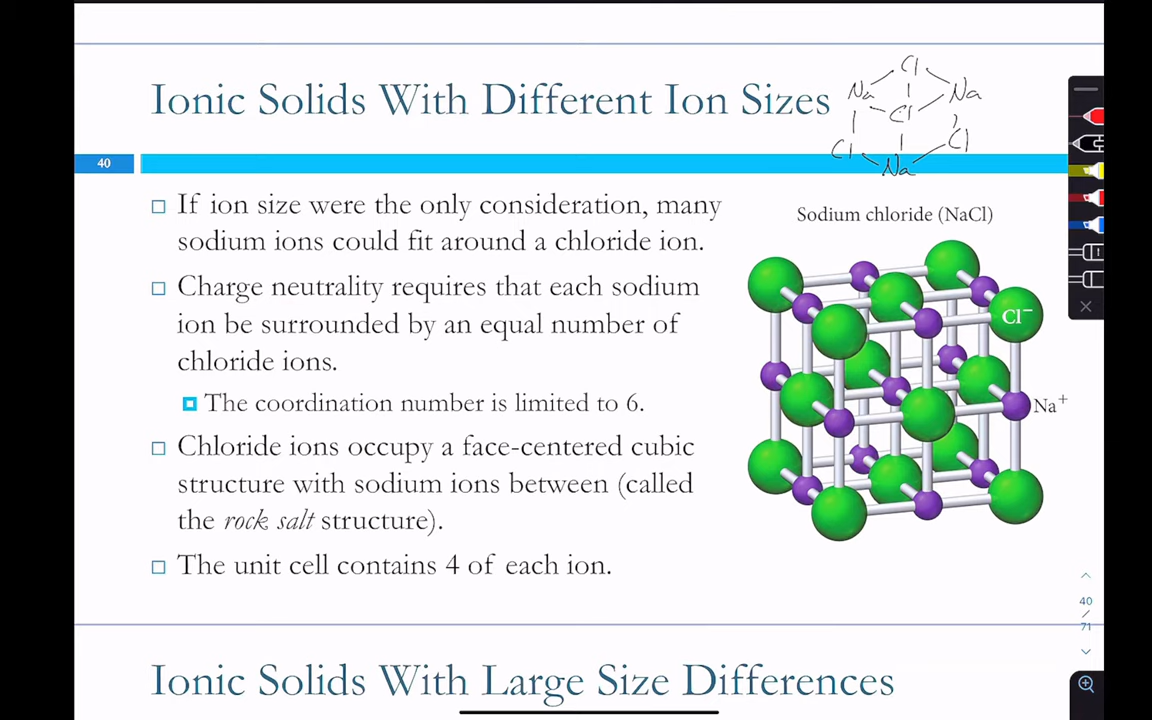 Ionic Solids With Different Ion Sizes
Cl
Na Na
Cl
Cl Cl
Na
40
□ If ion size were the only consideration, many
sodium ions could fit around a chloride ion.
□ Charge neutrality requires that each sodium
ion be surrounded by an equal number of
chloride ions.
The coordination number is limited to 6.
□ Chloride ions occupy a face-centered cubic
structure with sodium ions between (called
the rock salt structure).
□ The unit cell contains 4 of each ion.
Sodium chloride (NaCl)
Cl⁻
Na⁺
40
/
71
Ionic Solids With Large Size Differences